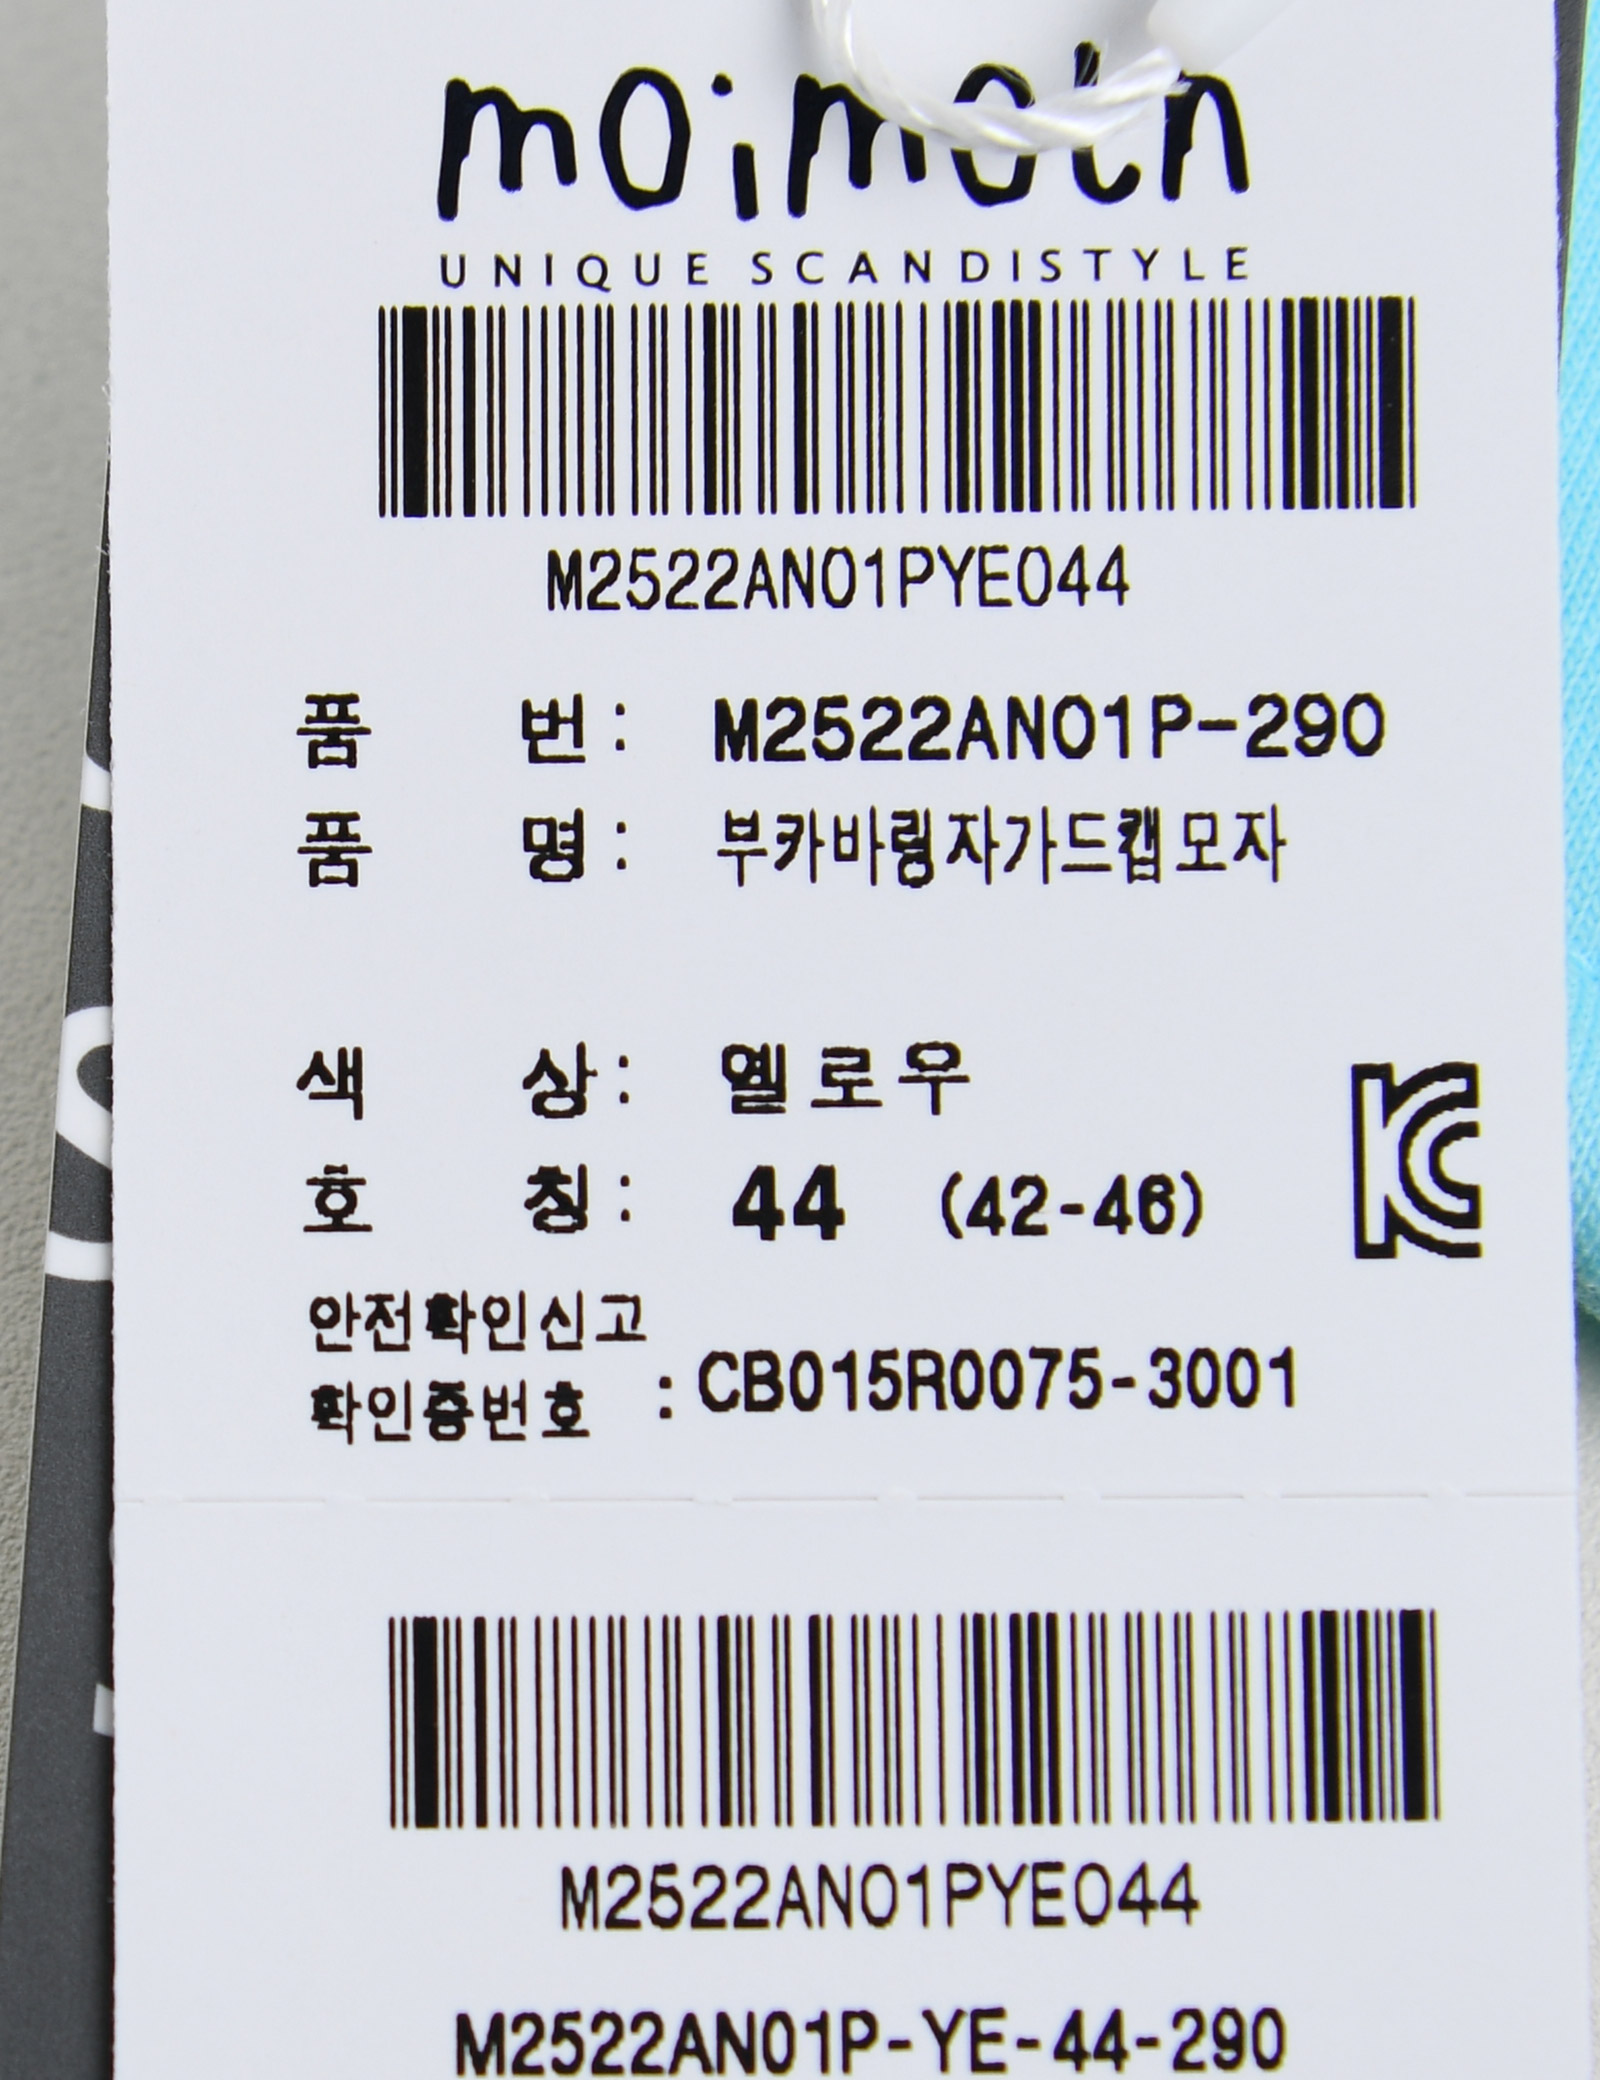 moimoln
UNIQUE SCANDISTYLE
M2522AN01PYE044
품 번 : M2522AN01P-290
품 명 : 부카바링자가드캡모자
색 상 : 옐로우
호 칭 : 44 (42-46)
KC
안전확인신고
확인증번호 : CB015R0075-3001
M2522AN01PYE044
M2522AN01P-YE-44-290